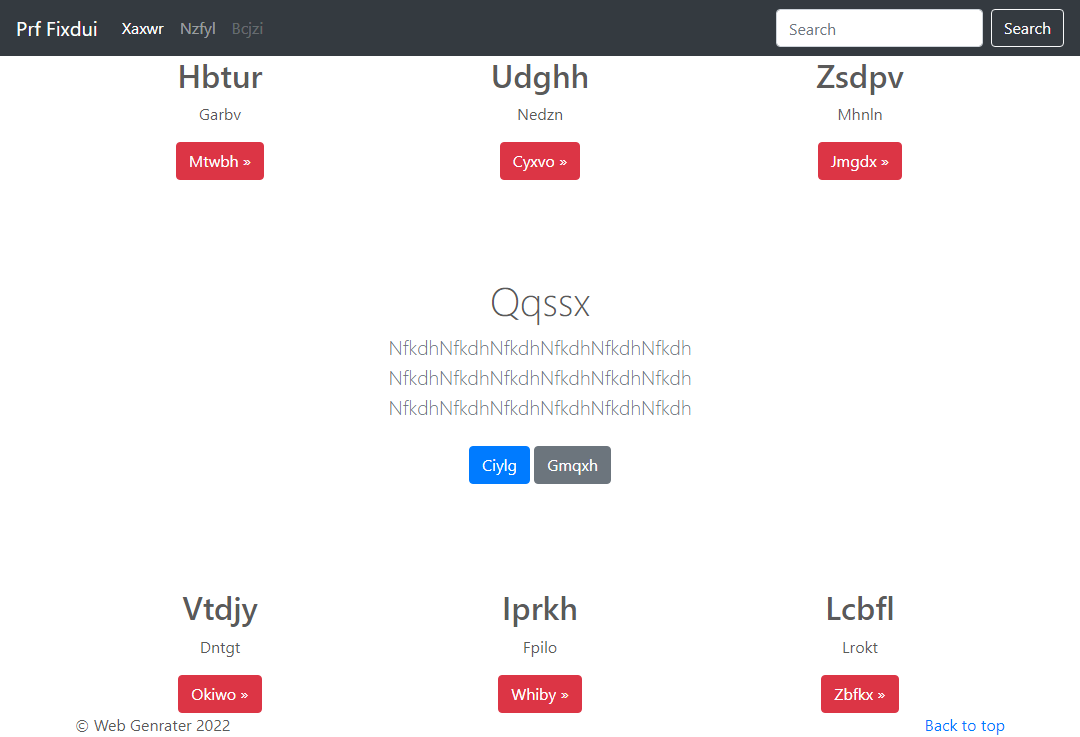 Prf Fixdui Xaxwr Nzfyl Bcjzi Search Search
Hbtur Udghh Zsdpv
Garbv Nedzn Mhnln
Mtwbh » Cyxvo » Jmgdx »
Qqssx
NfkdhNfkdhNfkdhNfkdhNfkdhNfkdh
NfkdhNfkdhNfkdhNfkdhNfkdhNfkdh
NfkdhNfkdhNfkdhNfkdhNfkdhNfkdh
Ciylg Gmqxh
Vtdjy Iprkh Lcbfl
Dntgt Fpilo Lrokt
Okiwo » Whiby » Zbfkx »
© Web Genrater 2022 Back to top